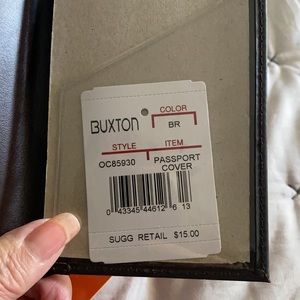 COLOR
BUXTON
BR
STYLE ITEM
OC85930 PASSPORT
COVER
0 43345 44612 6 13
SUGG RETAIL $15.00